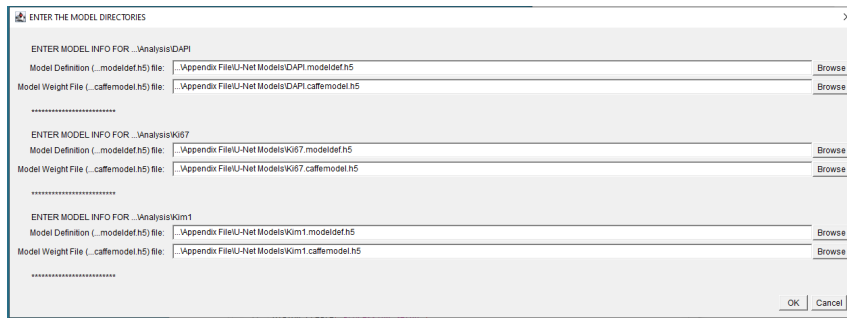 ENTER THE MODEL DIRECTORIES
ENTER MODEL INFO FOR ...\Analysis\DAPI
Model Definition (...modeldef.h5) file: ...\Appendix File\U-Net Models\DAPI.modeldef.h5 Browse
Model Weight File (...caffemodel.h5) file: ...\Appendix File\U-Net Models\DAPI.caffemodel.h5 Browse
*************************
ENTER MODEL INFO FOR ...\Analysis\Ki67
Model Definition (...modeldef.h5) file: ...\Appendix File\U-Net Models\Ki67.modeldef.h5 Browse
Model Weight File (...caffemodel.h5) file: ...\Appendix File\U-Net Models\Ki67.caffemodel.h5 Browse
*************************
ENTER MODEL INFO FOR ...\Analysis\Kim1
Model Definition (...modeldef.h5) file: ...\Appendix File\U-Net Models\Kim1.modeldef.h5 Browse
Model Weight File (...caffemodel.h5) file: ...\Appendix File\U-Net Models\Kim1.caffemodel.h5 Browse
*************************
OK Cancel